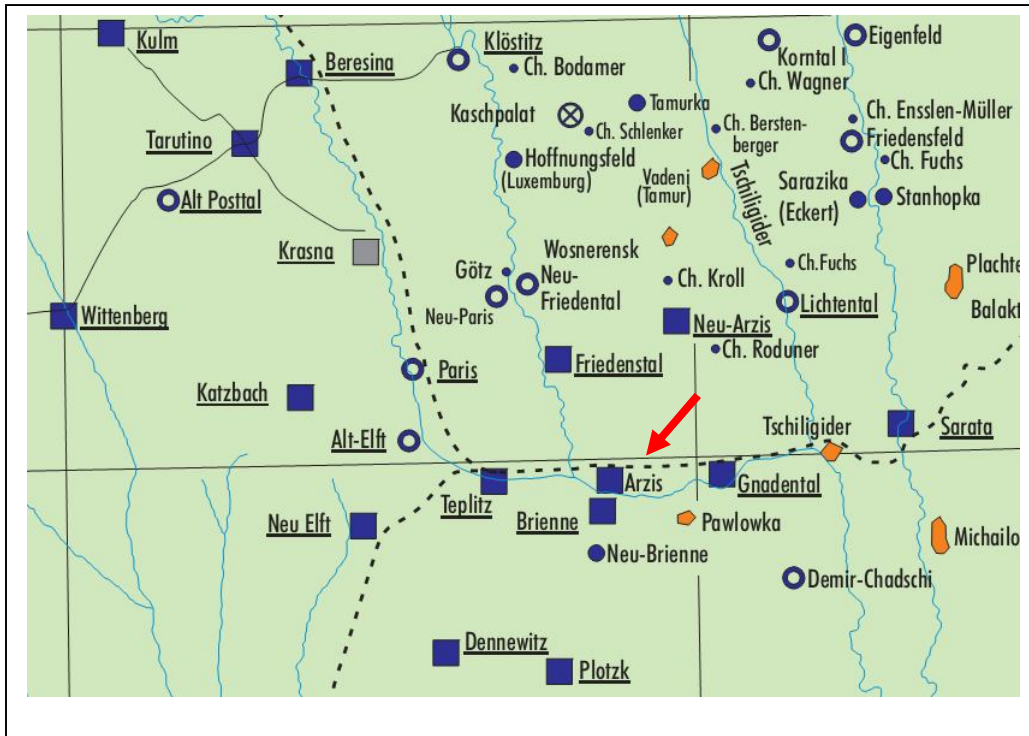 Kulm
Beresina
Klöstitz
Ch. Bodamer
Korntal I
Eigenfeld
Ch. Wagner
Tarutino
Kaschpalat
Tamurka
Ch. Schlenker
Ch. Bersten-
berger
Ch. Ensslen-Müller
Friedensfeld
Ch. Fuchs
Hoffnungsfeld
(Luxemburg)
Vadenj
(Tamur)
Tschiligider
Sarazika
(Eckert)
Stanhopka
Alt Posttal
Krasna
Götz
Wosnerensk
Neu-
Friedental
Neu-Paris
Ch. Kroll
Ch.Fuchs
Plachte
Balakt
Wittenberg
Neu-Arzis
Lichtental
Ch. Roduner
Paris
Friedenstal
Katzbach
Alt-Elft
Tschiligider
Sarata
Teplitz
Arzis
Gnadental
Neu Elft
Brienne
Pawlowka
Michailo
Neu-Brienne
Demir-Chadschi
Dennewitz
Plotzk